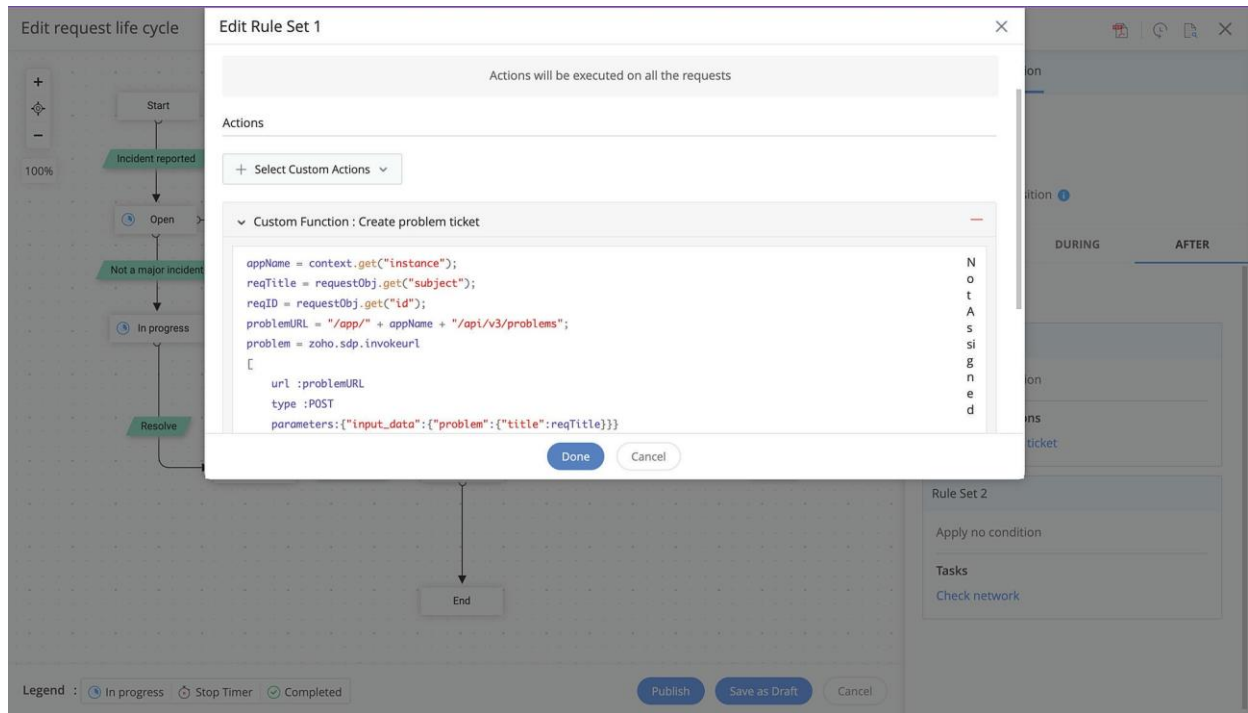 Edit request life cycle
Edit Rule Set 1
Actions will be executed on all the requests
Actions
+ Select Custom Actions
Custom Function : Create problem ticket
appName = context.get("instance");
reqTitle = requestObj.get("subject");
reqID = requestObj.get("id");
problemURL = "/app/" + appName + "/api/v3/problems";
problem = zoho.sdp.invokeurl
[
url :problemURL
type :POST
parameters:{"input_data":{"problem":{"title":reqTitle}}}
N
o
t
A
s
si
g
n
e
d
Done
Cancel
+
−
100%
Start
Incident reported
Open
Not a major incident
In progress
Resolve
End
ion
ition
DURING
AFTER
ion
ns
ticket
Rule Set 2
Apply no condition
Tasks
Check network
Legend :
In progress
Stop Timer
Completed
Publish
Save as Draft
Cancel